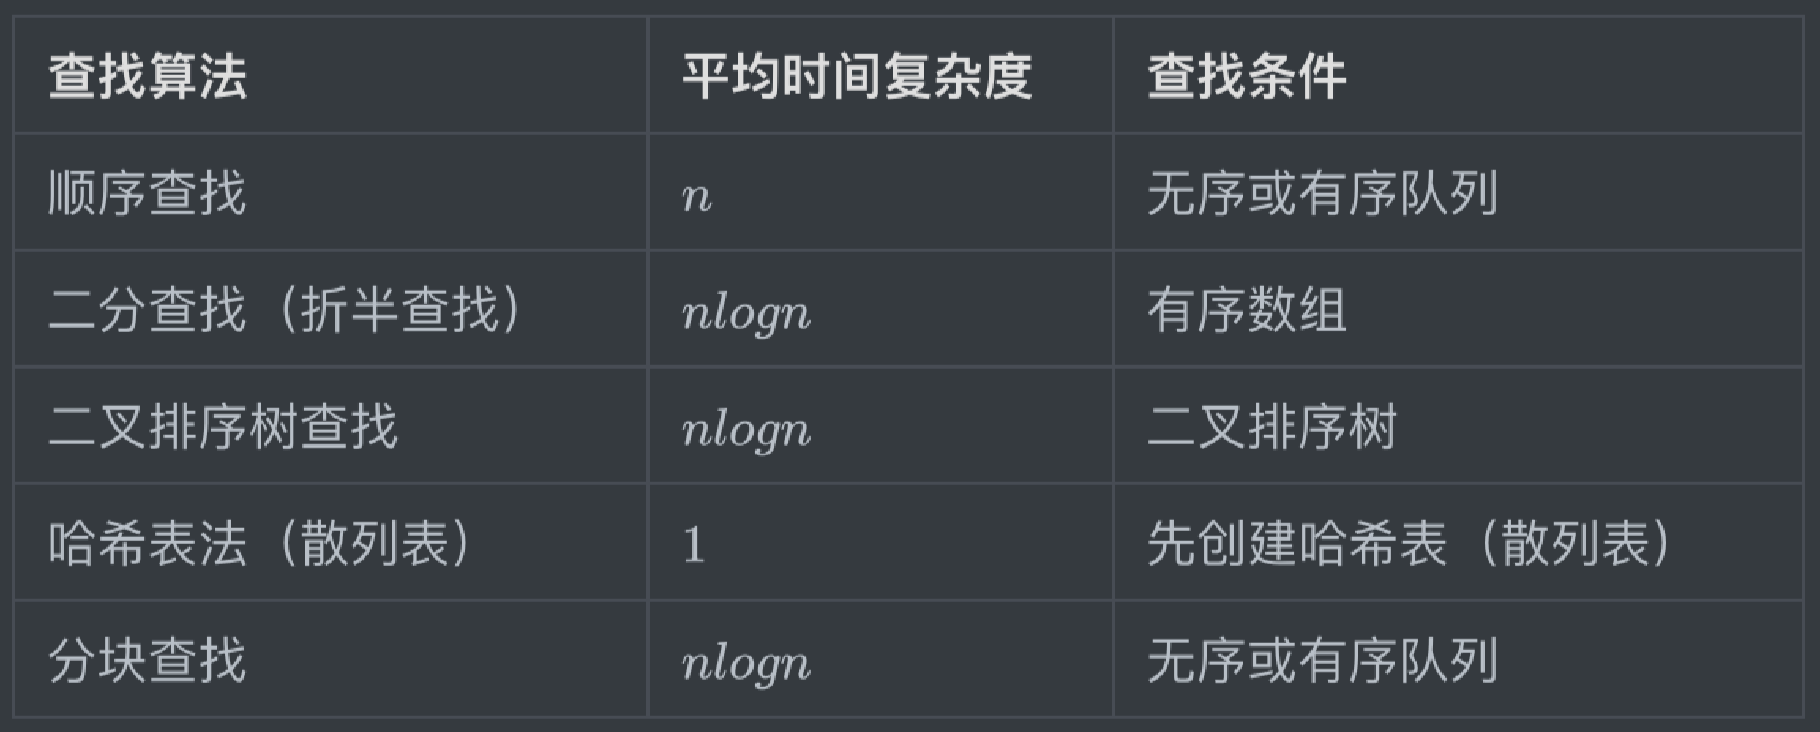 查找算法 平均时间复杂度 查找条件
顺序查找 n 无序或有序队列
二分查找（折半查找） nlogn 有序数组
二叉排序树查找 nlogn 二叉排序树
哈希表法（散列表） 1 先创建哈希表（散列表）
分块查找 nlogn 无序或有序队列